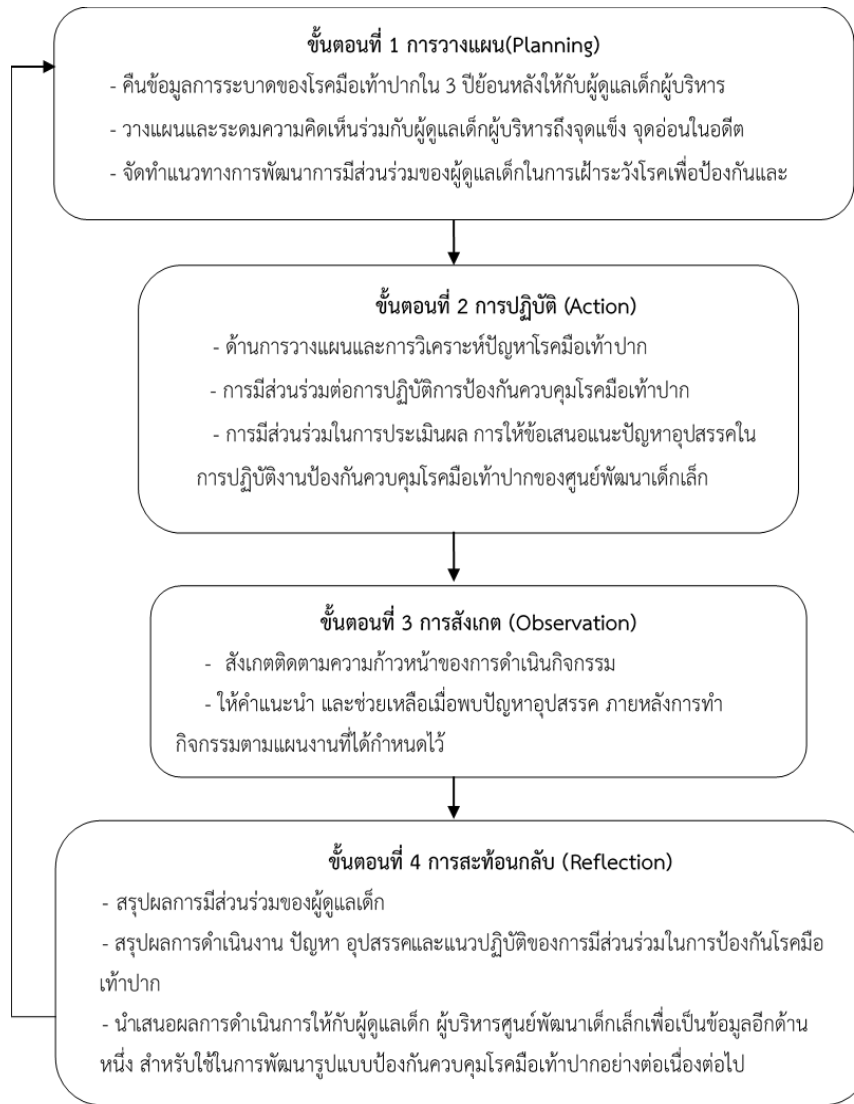 ขั้นตอนที่ 1 การวางแผน(Planning)
- คืนข้อมูลการระบาดของโรคมือเท้าปากใน 3 ปีย้อนหลังให้กับผู้ดูแลเด็กผู้บริหาร
- วางแผนและระดมความคิดเห็นร่วมกับผู้ดูแลเด็กผู้บริหารถึงจุดแข็ง จุดอ่อนในอดีต
- จัดทำแนวทางการพัฒนาการมีส่วนร่วมของผู้ดูแลเด็กในการเฝ้าระวังโรคเพื่อป้องกันและ
ขั้นตอนที่ 2 การปฏิบัติ (Action)
- ด้านการวางแผนและการวิเคราะห์ปัญหาโรคมือเท้าปาก
- การมีส่วนร่วมต่อการปฏิบัติการป้องกันควบคุมโรคมือเท้าปาก
- การมีส่วนร่วมในการประเมินผล การให้ข้อเสนอแนะปัญหาอุปสรรคใน
การปฏิบัติงานป้องกันควบคุมโรคมือเท้าปากของศูนย์พัฒนาเด็กเล็ก
ขั้นตอนที่ 3 การสังเกต (Observation)
- สังเกตติดตามความก้าวหน้าของการดำเนินกิจกรรม
- ให้คำแนะนำ และช่วยเหลือเมื่อพบปัญหาอุปสรรค ภายหลังการทำ
กิจกรรมตามแผนงานที่ได้กำหนดไว้
ขั้นตอนที่ 4 การสะท้อนกลับ (Reflection)
- สรุปผลการมีส่วนร่วมของผู้ดูแลเด็ก
- สรุปผลการดำเนินงาน ปัญหา อุปสรรคและแนวปฏิบัติของการมีส่วนร่วมในการป้องกันโรคมือ
เท้าปาก
- นำเสนอผลการดำเนินการให้กับผู้ดูแลเด็ก ผู้บริหารศูนย์พัฒนาเด็กเล็กเพื่อเป็นข้อมูลอีกด้าน
หนึ่ง สำหรับใช้ในการพัฒนารูปแบบป้องกันควบคุมโรคมือเท้าปากอย่างต่อเนื่องต่อไป